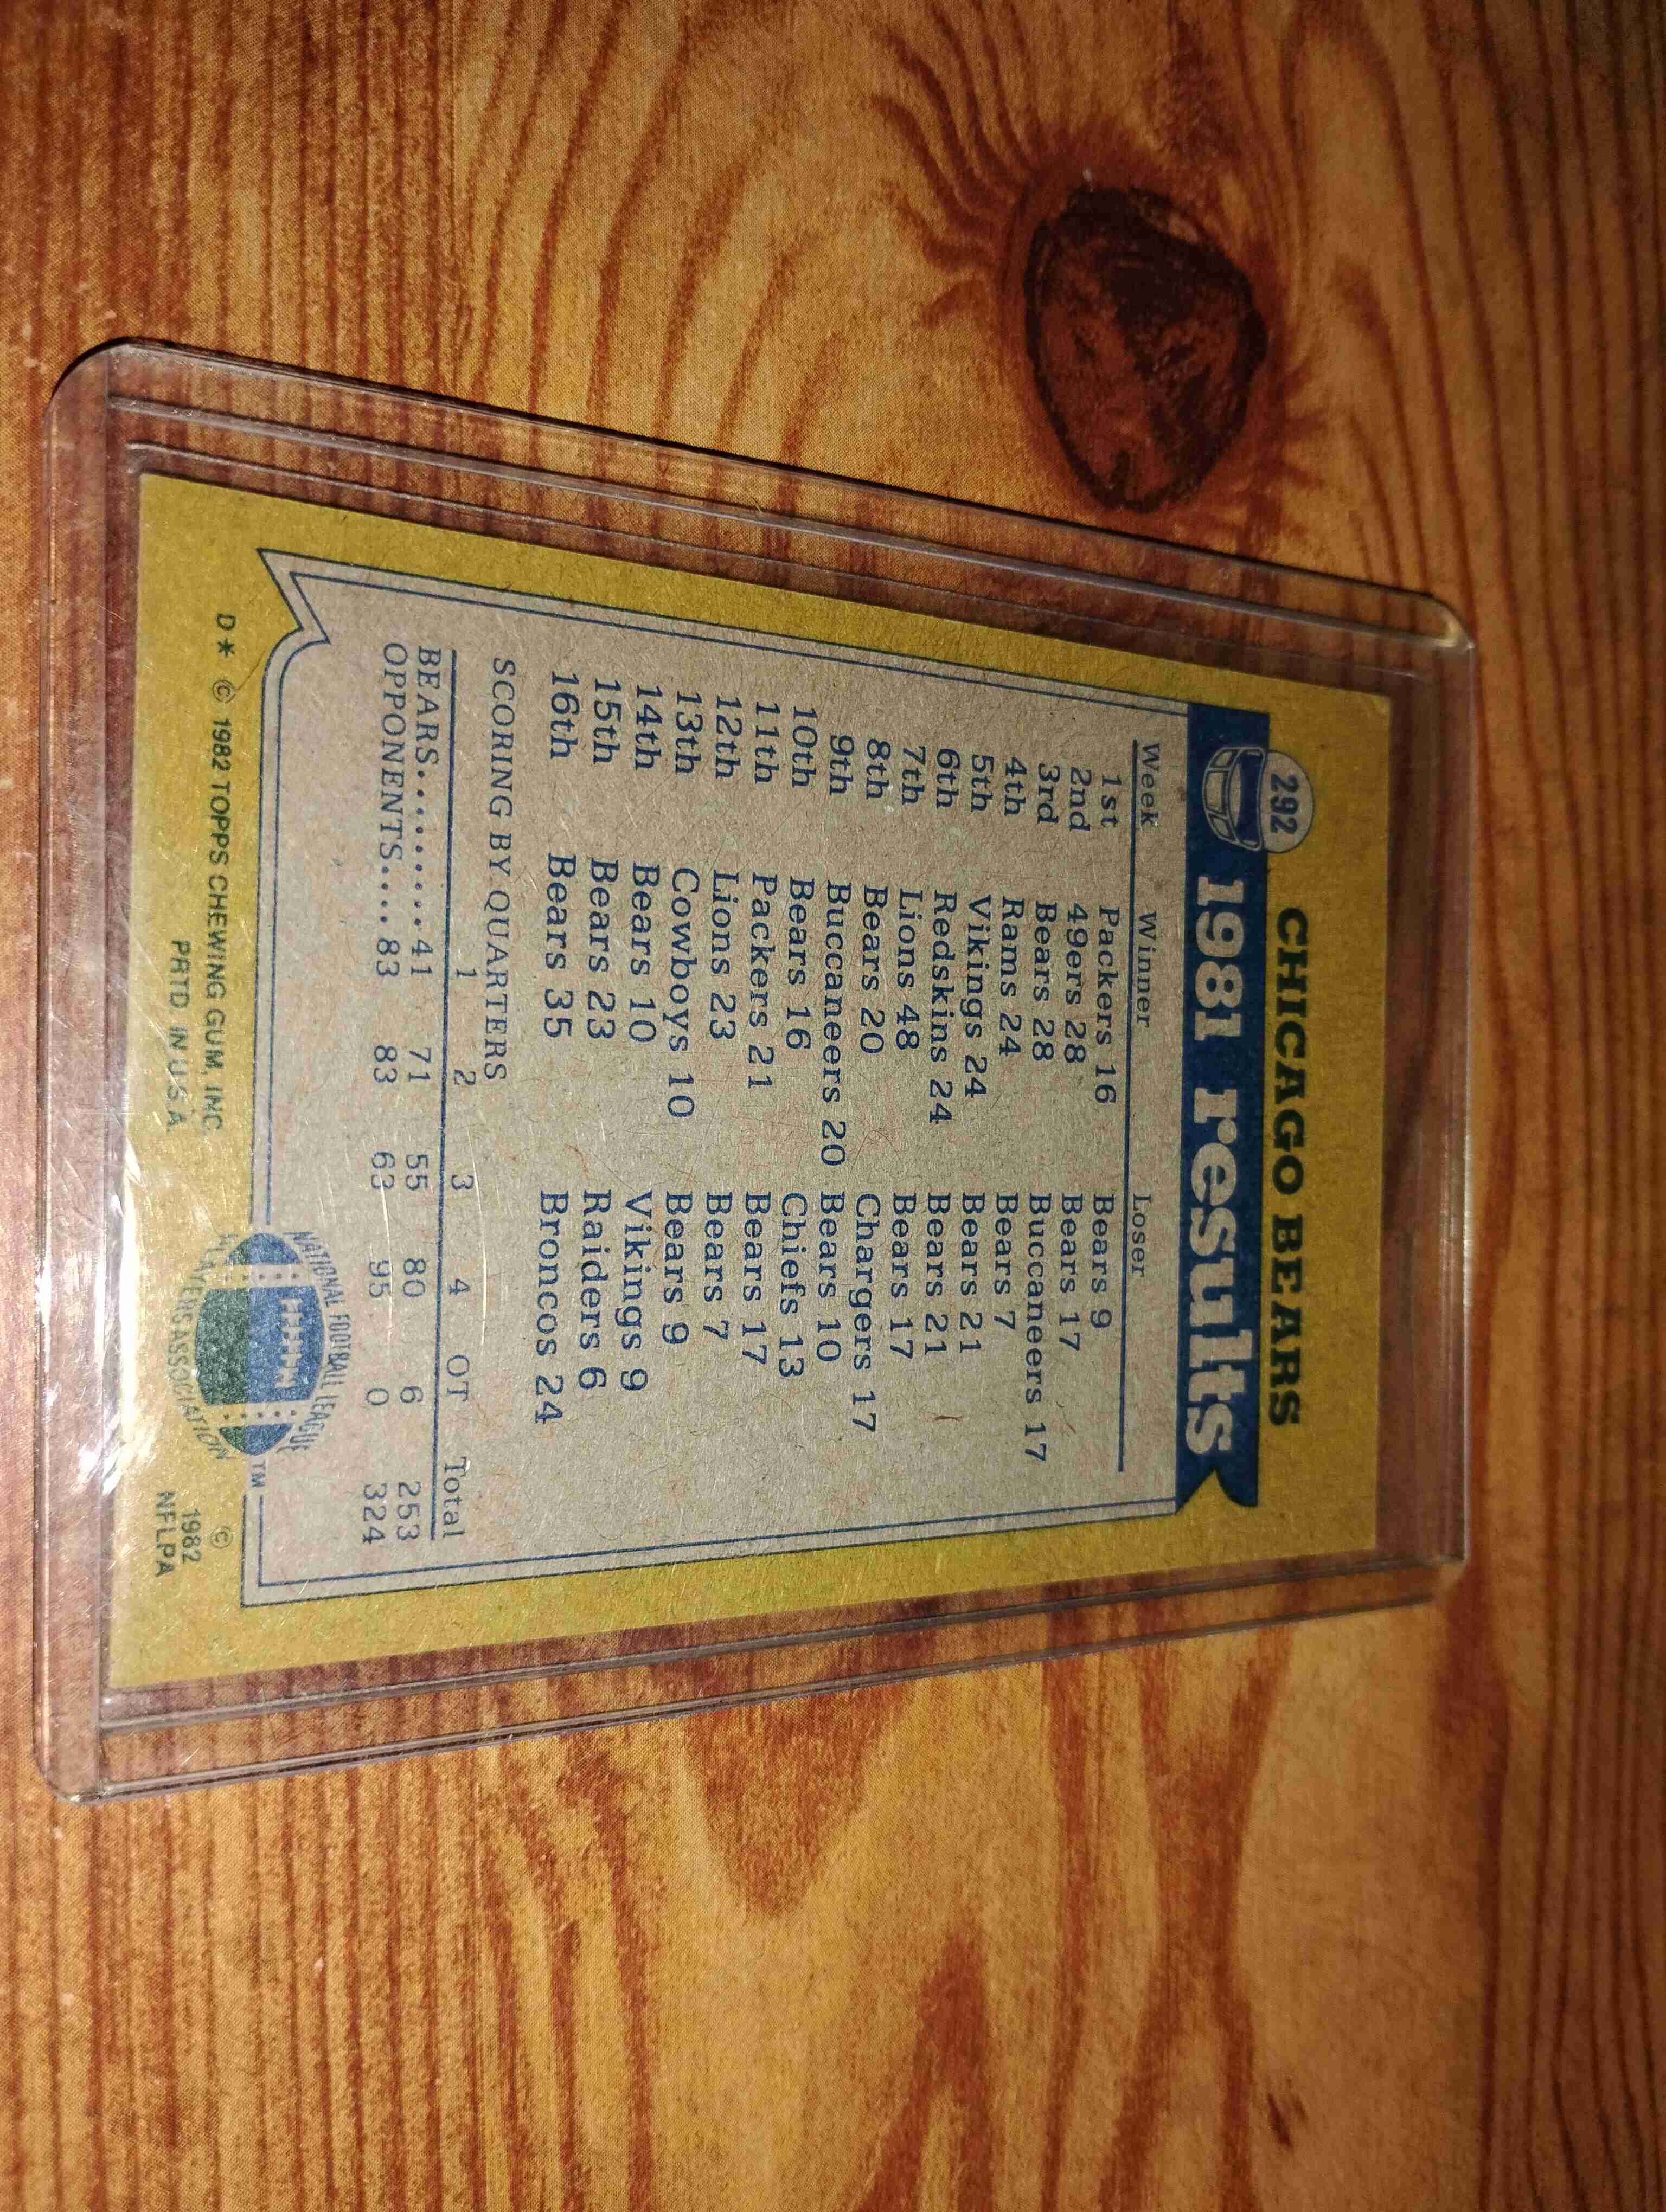 CHICAGO BEARS
292
1981 results
Week Winner Loser
1st Packers 16 Bears 9
2nd 49ers 28 Bears 17
3rd Bears 28 Buccaneers 17
4th Rams 24 Bears 7
5th Vikings 24 Bears 21
6th Redskins 24 Bears 21
7th Lions 48 Bears 17
8th Bears 20 Chargers 17
9th Buccaneers 20 Bears 10
10th Bears 16 Chiefs 13
11th Packers 21 Bears 17
12th Lions 23 Bears 7
13th Cowboys 10 Bears 9
14th Bears 10 Vikings 9
15th Bears 23 Raiders 6
16th Bears 35 Broncos 24
SCORING BY QUARTERS
1 2 3 4 OT Total
BEARS......... 41 71 55 80 6 253
OPPONENTS.... 83 83 63 95 0 324
NATIONAL FOOTBALL LEAGUE
PLAYERS ASSOCIATION
TM
D* © 1982 TOPPS CHEWING GUM, INC.
PRTD. IN U.S.A.
©
1982
NFLPA